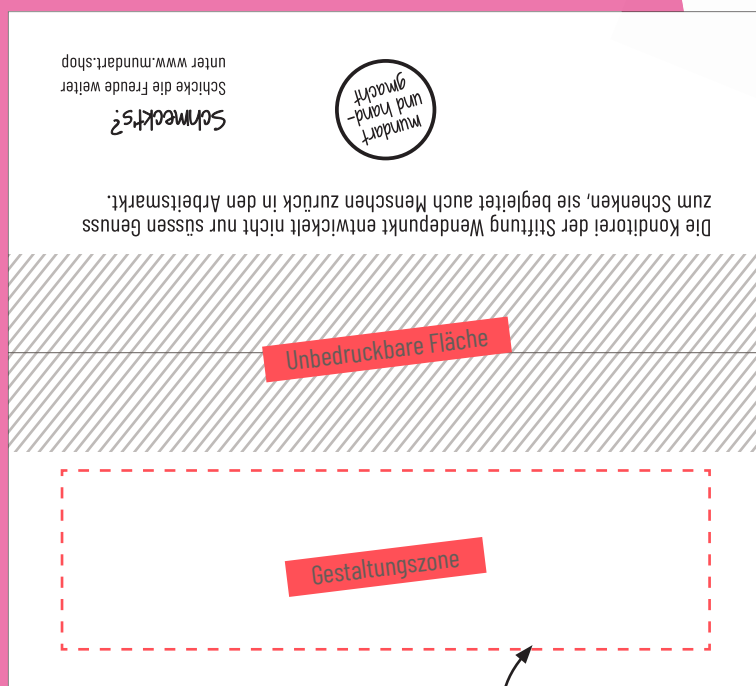 Die Konditorei der Stiftung Wendepunkt entwickelt nicht nur süssen Genuss
zum Schenken, sie begleitet auch Menschen zurück in den Arbeitsmarkt.
mundart
und hand-
gmacht
Schmeckt's?
Schicke die Freude weiter
unter www.mundart.shop
Unbedruckbare Fläche
Gestaltungszone